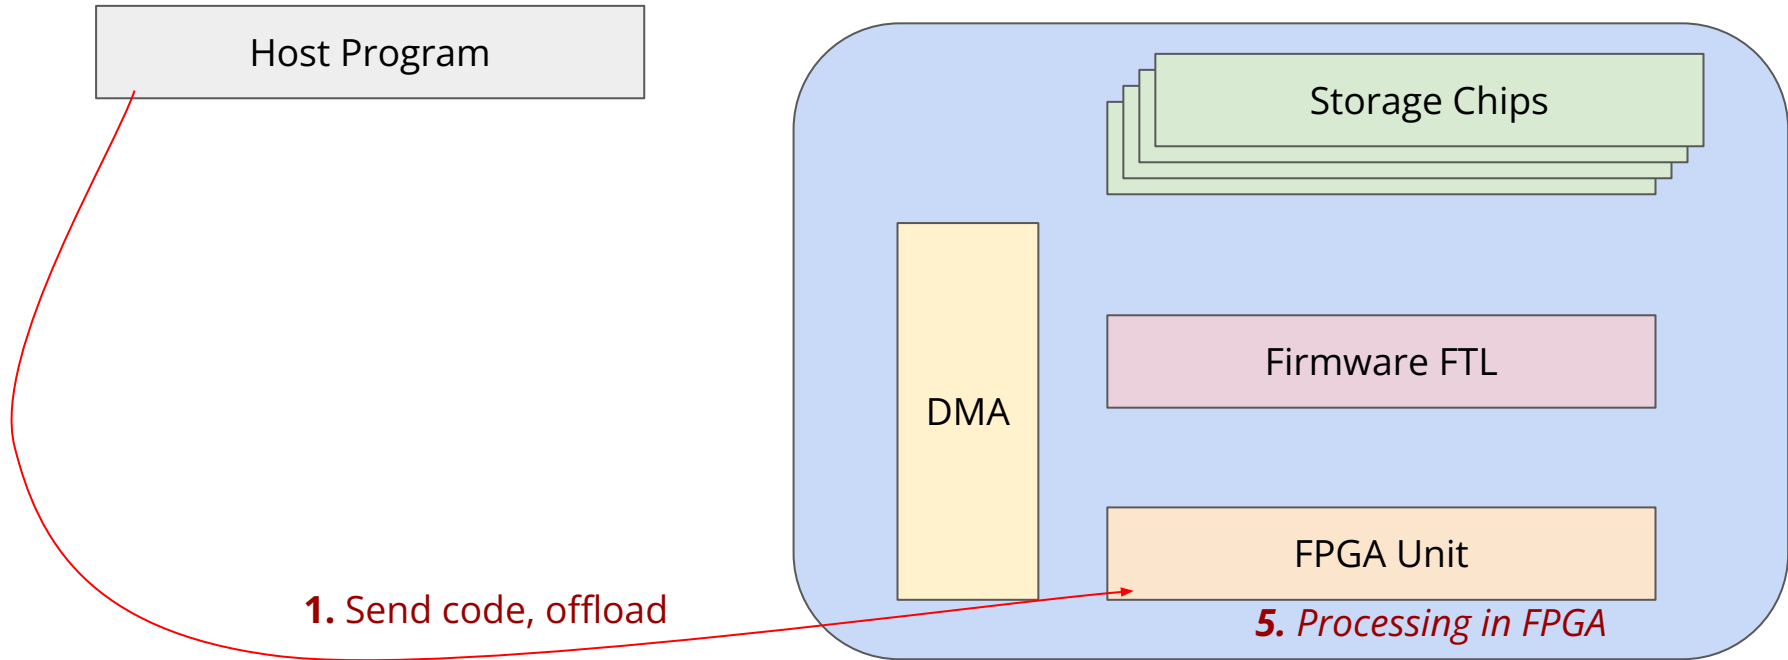 Host Program
Storage Chips
Firmware FTL
DMA
FPGA Unit
1. Send code, offload
5. Processing in FPGA